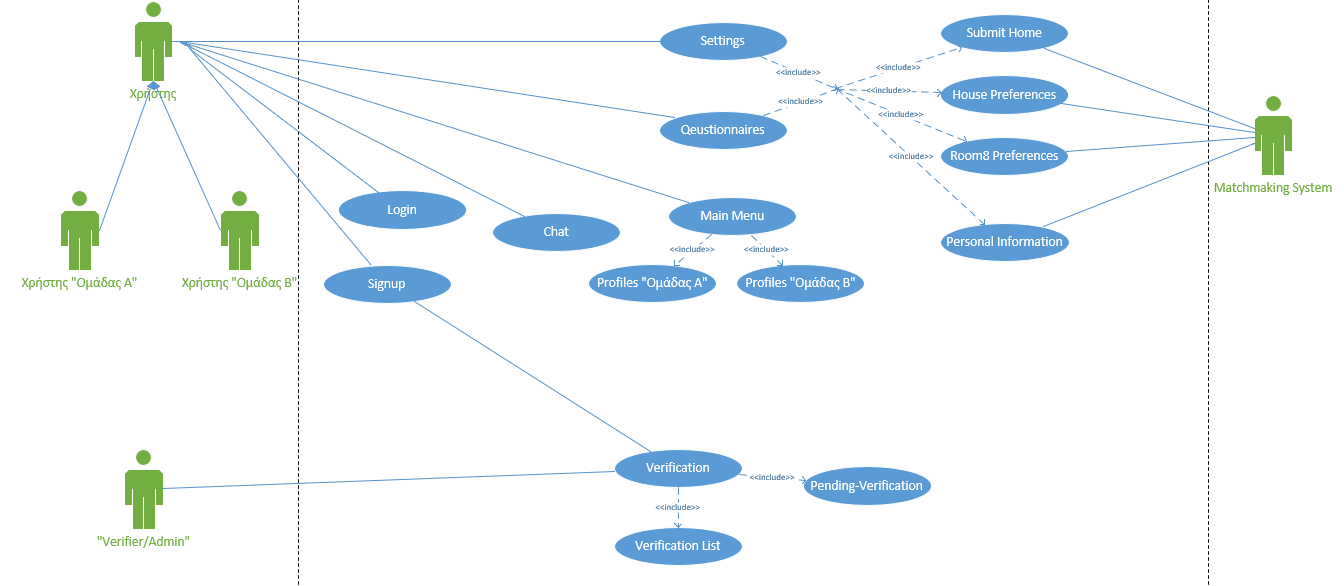 Χρήστης
Χρήστης "Ομάδας Α"
Χρήστης "Ομάδας Β"
"Verifier/Admin"
Settings
<<include>>
Qeustionnaires
<<include>>
Submit Home
<<include>>
House Preferences
<<include>>
Room8 Preferences
<<include>>
Personal Information
<<include>>
Matchmaking System
Login
Chat
Main Menu
<<include>>
<<include>>
Profiles "Ομάδας Α"
Profiles "Ομάδας Β"
Signup
Verification
<<include>>
Pending-Verification
<<include>>
Verification List